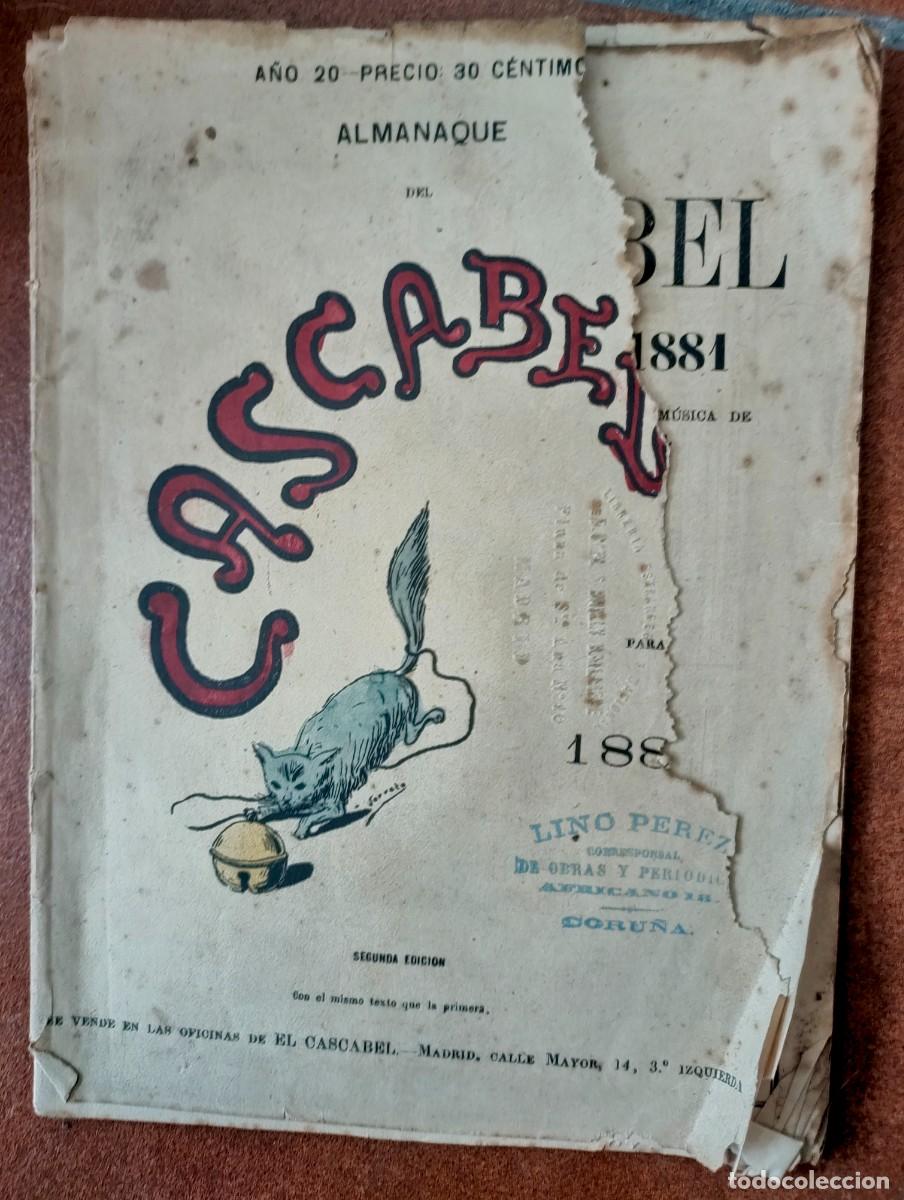 AÑO 20--PRECIO: 30 CÉNTIMO
ALMANAQUE
DEL
CASCABEL
BEL
1881
MÚSICA DE
PARA
188
LINO PEREZ
CORRESPONSAL
DE OBRAS Y PERIODIC
AFRICANO 18.
CORUÑA.
SEGUNDA EDICION
Con el mismo texto que la primera.
SE VENDE EN LAS OFICINAS DE EL CASCABEL.—MADRID, CALLE MAYOR, 14, 3.º IZQUIERDA
todocoleccion